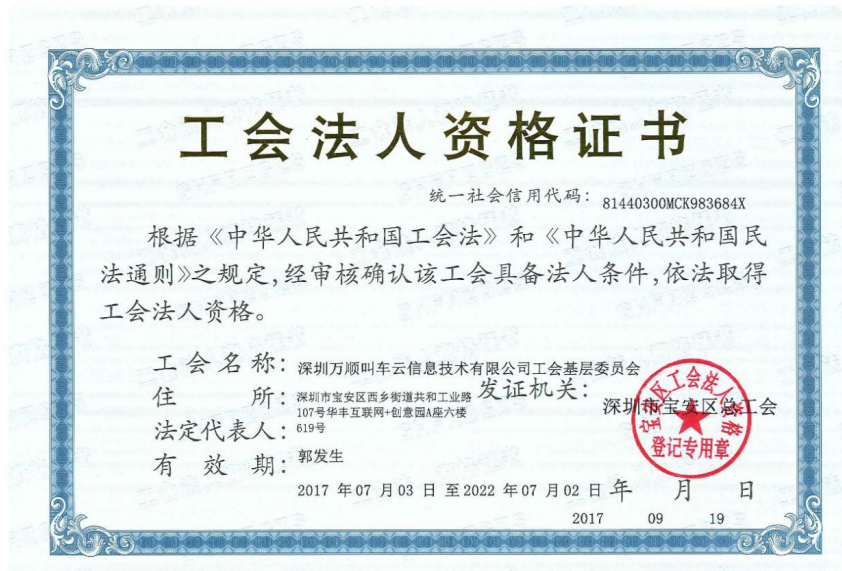 工会法人资格证书
统一社会信用代码：81440300MCK983684X
根据《中华人民共和国工会法》和《中华人民共和国民
法通则》之规定,经审核确认该工会具备法人条件,依法取得
工会法人资格。
工会名称：深圳万顺叫车云信息技术有限公司工会基层委员会
住所：深圳市宝安区西乡街道共和工业路
107号华丰互联网+创意园A座六楼
619号
发证机关：深圳市宝安区总工会
法定代表人：郭发生
有效期：2017 年 07 月 03 日 至 2022 年 07 月 02 日
年 月 日
2017 09 19
宝安区工会法人资格
登记专用章